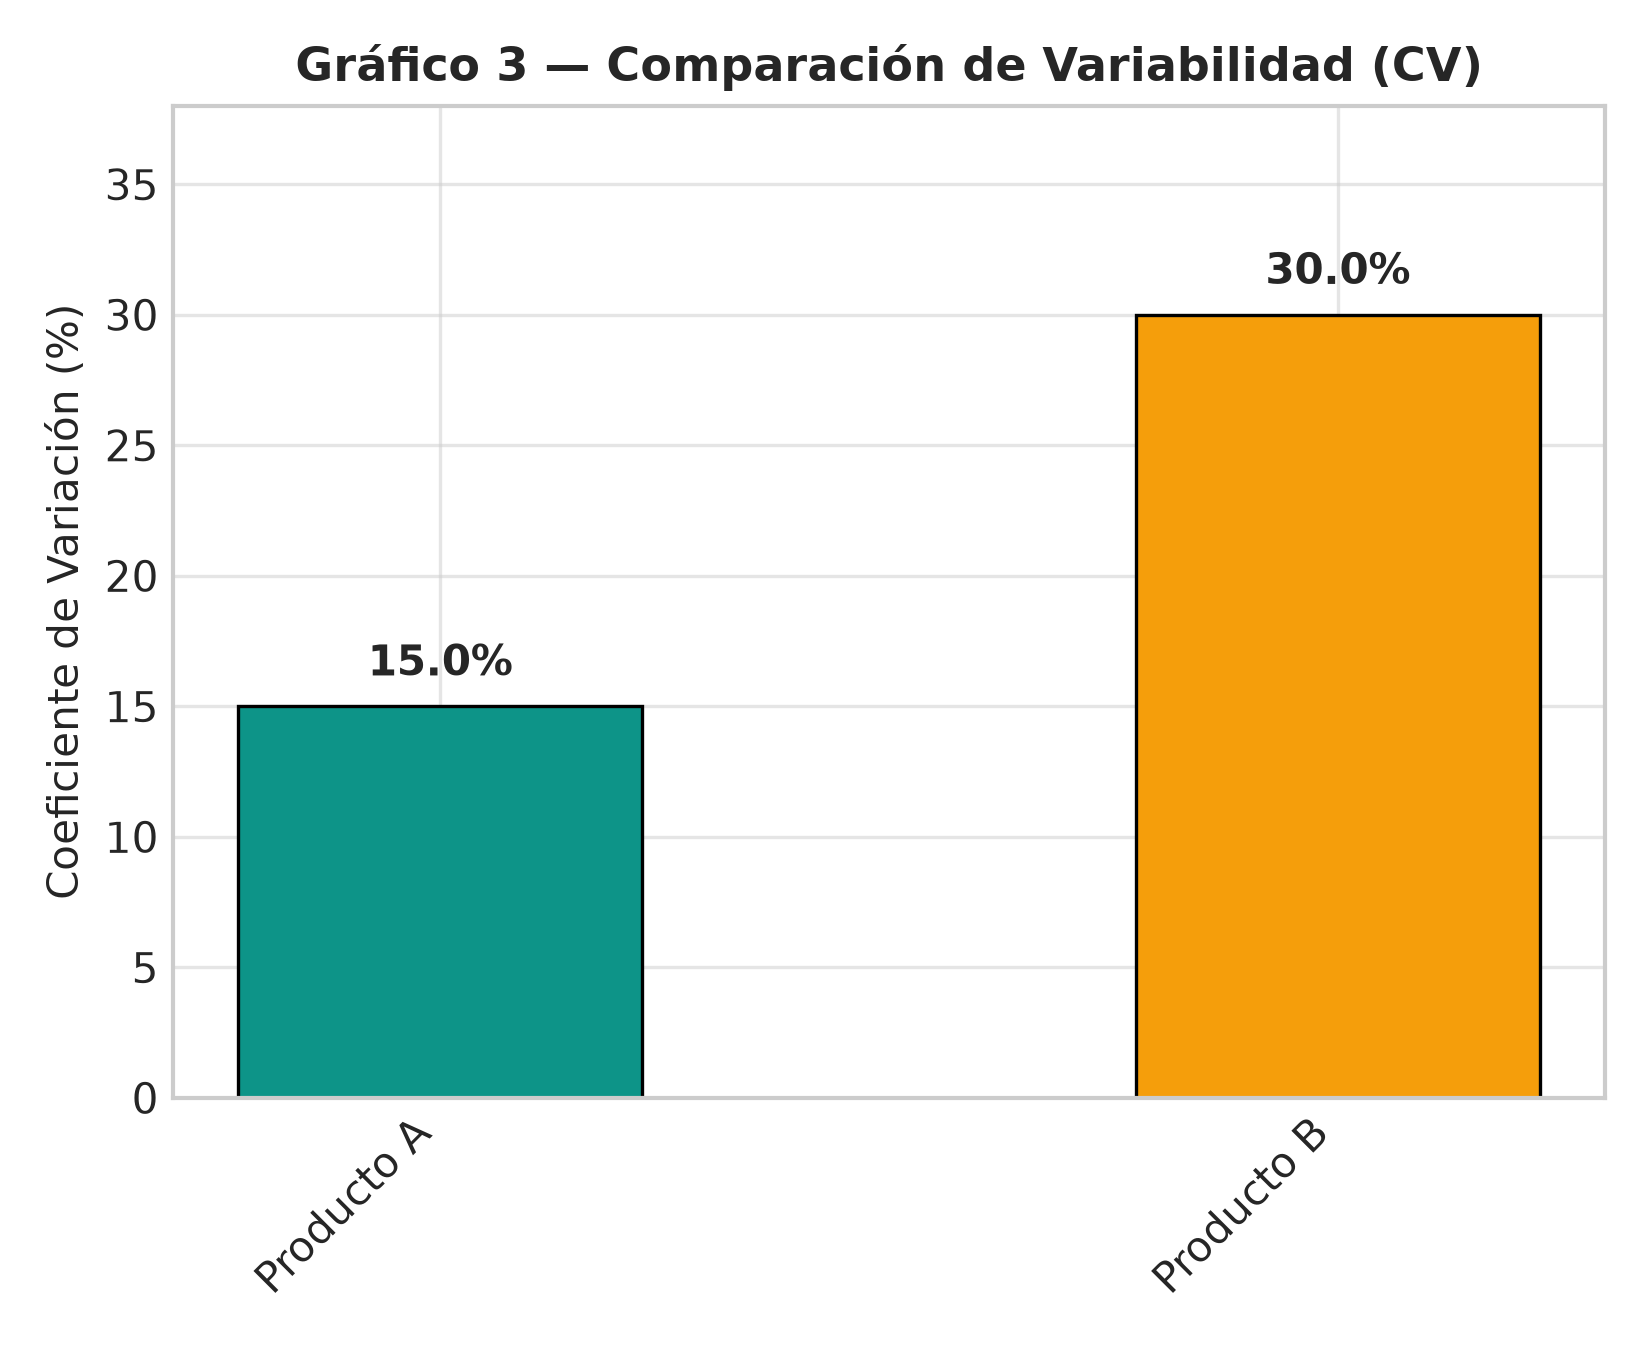 Gráfico 3 — Comparación de Variabilidad (CV)
Coeficiente de Variación (%)
35
30
25
20
15
10
5
0
15.0%
30.0%
Producto A
Producto B